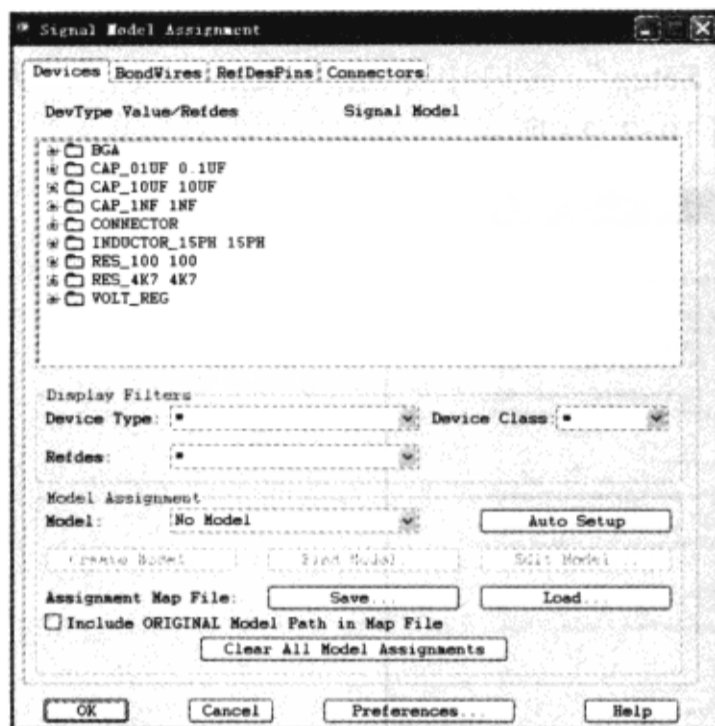 Signal Model Assignment
Devices BondWires RefDesPins Connectors
DevType Value/Refdes Signal Model
BGA
CAP_01UF 0.1UF
CAP_10UF 10UF
CAP_1NF 1NF
CONNECTOR
INDUCTOR_15PH 15PH
RES_100 100
RES_4K7 4K7
VOLT_REG
Display Filters
Device Type: * Device Class: *
Refdes: *
Model Assignment
Model: No Model Auto Setup
Create Model Find Model... Edit Model...
Assignment Map File: Save... Load...
Include ORIGINAL Model Path in Map File
Clear All Model Assignments
OK Cancel Preferences... Help